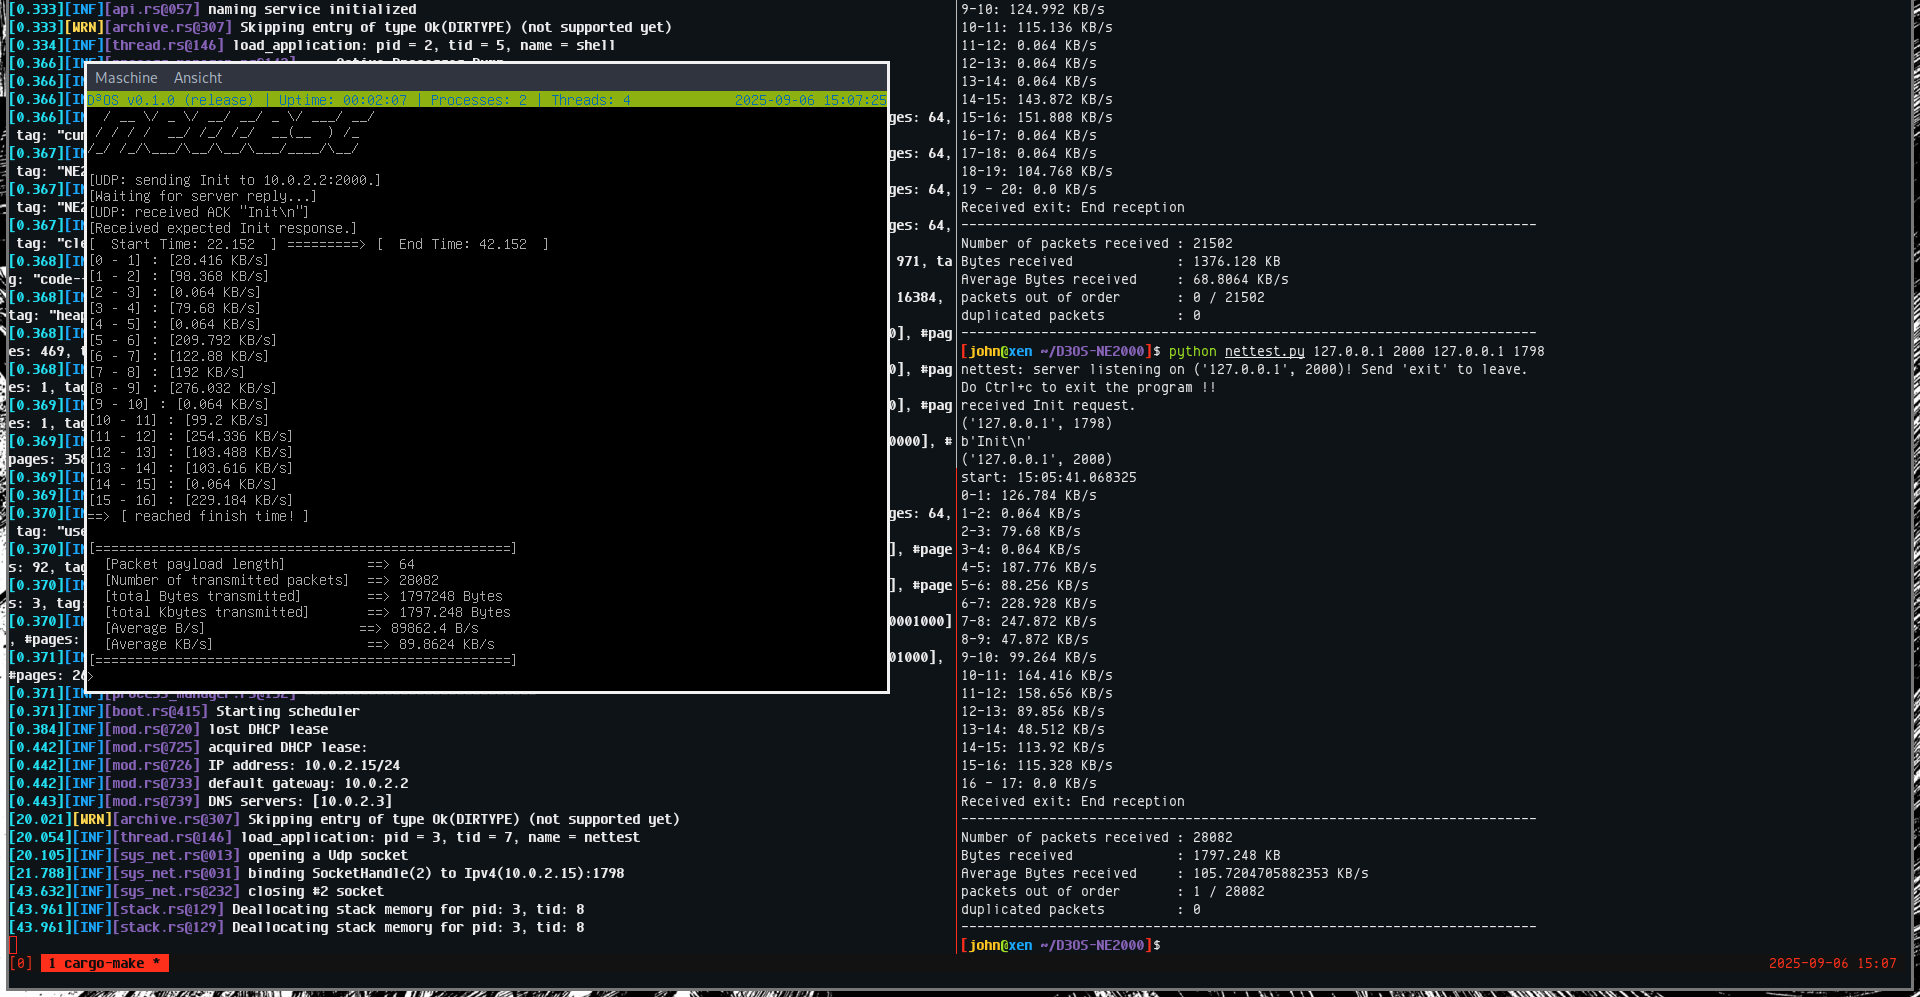 [0.333][INF][api.rs@057] naming service initialized
[0.333][WRN][archive.rs@307] Skipping entry of type Ok(DIRTYPE) (not supported yet)
[0.334][INF][thread.rs@146] load_application: pid = 2, tid = 5, name = shell
[0.366]
[0.366][I
[0.366][I
[0.366][I
tag: "cu
[0.367][I
tag: "NE2
[0.367][I
tag: "NE2
[0.367][I
tag: "cle
[0.368][I
g: "code-
[0.368][I
tag: "hea
[0.368][I
es: 469,
[0.368][I
es: 1, ta
[0.369][I
es: 1, ta
[0.369][I
pages: 358
[0.369][I
[0.369][I
[0.370][I
tag: "use
[0.370][I
s: 92, ta
[0.370][I
s: 3, tag:
[0.370][I
, #pages:
[0.371][I
#pages: 26
[0.371][INF][process_manager.rs@152]
[0.371][INF][boot.rs@415] Starting scheduler
[0.384][INF][mod.rs@720] lost DHCP lease
[0.442][INF][mod.rs@725] acquired DHCP lease:
[0.442][INF][mod.rs@726] IP address: 10.0.2.15/24
[0.442][INF][mod.rs@733] default gateway: 10.0.2.2
[0.443][INF][mod.rs@739] DNS servers: [10.0.2.3]
[20.021][WRN][archive.rs@307] Skipping entry of type Ok(DIRTYPE) (not supported yet)
[20.054][INF][thread.rs@146] load_application: pid = 3, tid = 7, name = nettest
[20.105][INF][sys_net.rs@013] opening a Udp socket
[21.788][INF][sys_net.rs@031] binding SocketHandle(2) to Ipv4(10.0.2.15):1798
[43.632][INF][sys_net.rs@232] closing #2 socket
[43.961][INF][stack.rs@129] Deallocating stack memory for pid: 3, tid: 8
[43.961][INF][stack.rs@129] Deallocating stack memory for pid: 3, tid: 8
[0] 1 cargo-make *
2025-09-06 15:07
Maschine Ansicht
D³OS v0.1.0 (release) | Uptime: 00:02:07 | Processes: 2 | Threads: 4 2025-09-06 15:07:25
[UDP: sending Init to 10.0.2.2:2000.]
[Waiting for server reply...]
[UDP: received ACK "Init\n"]
[Received expected Init response.]
[  Start Time: 22.152  ] =========> [  End Time: 42.152  ]
[0 - 1] : [28.416 KB/s]
[1 - 2] : [98.368 KB/s]
[2 - 3] : [0.064 KB/s]
[3 - 4] : [79.68 KB/s]
[4 - 5] : [0.064 KB/s]
[5 - 6] : [209.792 KB/s]
[6 - 7] : [122.88 KB/s]
[7 - 8] : [192 KB/s]
[8 - 9] : [276.032 KB/s]
[9 - 10] : [0.064 KB/s]
[10 - 11] : [99.2 KB/s]
[11 - 12] : [254.336 KB/s]
[12 - 13] : [103.488 KB/s]
[13 - 14] : [103.616 KB/s]
[14 - 15] : [0.064 KB/s]
[15 - 16] : [229.184 KB/s]
==> [ reached finish time! ]
[====================================================]
[Packet payload length] ==> 64
[Number of transmitted packets] ==> 28082
[total Bytes transmitted] ==> 1797248 Bytes
[total Kbytes transmitted] ==> 1797.248 Bytes
[Average B/s] ==> 89862.4 B/s
[Average KB/s] ==> 89.8624 KB/s
[====================================================]
>
ges: 64,
ges: 64,
ges: 64,
ges: 64,
971, ta
16384,
0], #pag
0], #pag
0], #pag
0000], #
ges: 64,
], #page
], #page
0001000]
01000],
9-10: 124.992 KB/s
10-11: 115.136 KB/s
11-12: 0.064 KB/s
12-13: 0.064 KB/s
13-14: 0.064 KB/s
14-15: 143.872 KB/s
15-16: 151.808 KB/s
16-17: 0.064 KB/s
17-18: 0.064 KB/s
18-19: 104.768 KB/s
19 - 20: 0.0 KB/s
Received exit: End reception
------------------------------------------------------------------------
Number of packets received : 21502
Bytes received : 1376.128 KB
Average Bytes received : 68.8064 KB/s
packets out of order : 0 / 21502
duplicated packets : 0
------------------------------------------------------------------------
[john@xen ~/D3OS-NE2000]$ python nettest.py 127.0.0.1 2000 127.0.0.1 1798
nettest: server listening on ('127.0.0.1', 2000)! Send 'exit' to leave.
Do Ctrl+c to exit the program !!
received Init request.
('127.0.0.1', 1798)
b'Init\n'
('127.0.0.1', 2000)
start: 15:05:41.068325
0-1: 126.784 KB/s
1-2: 0.064 KB/s
2-3: 79.68 KB/s
3-4: 0.064 KB/s
4-5: 187.776 KB/s
5-6: 88.256 KB/s
6-7: 228.928 KB/s
7-8: 247.872 KB/s
8-9: 47.872 KB/s
9-10: 99.264 KB/s
10-11: 164.416 KB/s
11-12: 158.656 KB/s
12-13: 89.856 KB/s
13-14: 48.512 KB/s
14-15: 113.92 KB/s
15-16: 115.328 KB/s
16 - 17: 0.0 KB/s
Received exit: End reception
------------------------------------------------------------------------
Number of packets received : 28082
Bytes received : 1797.248 KB
Average Bytes received : 105.7204705882353 KB/s
packets out of order : 1 / 28082
duplicated packets : 0
------------------------------------------------------------------------
[john@xen ~/D3OS-NE2000]$